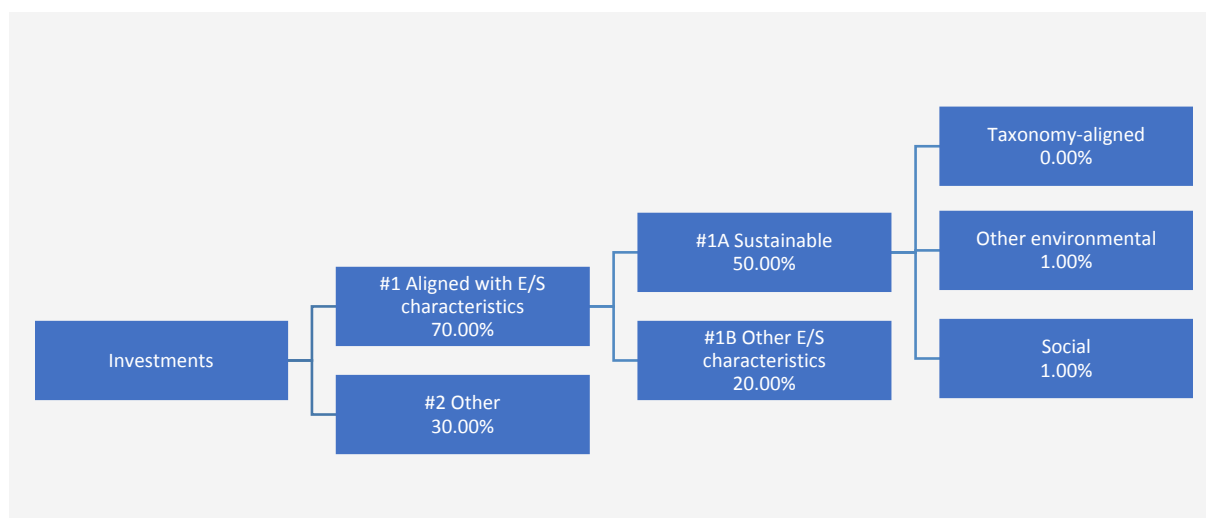 Investments
#1 Aligned with E/S
characteristics
70.00%
#2 Other
30.00%
#1A Sustainable
50.00%
#1B Other E/S
characteristics
20.00%
Taxonomy-aligned
0.00%
Other environmental
1.00%
Social
1.00%